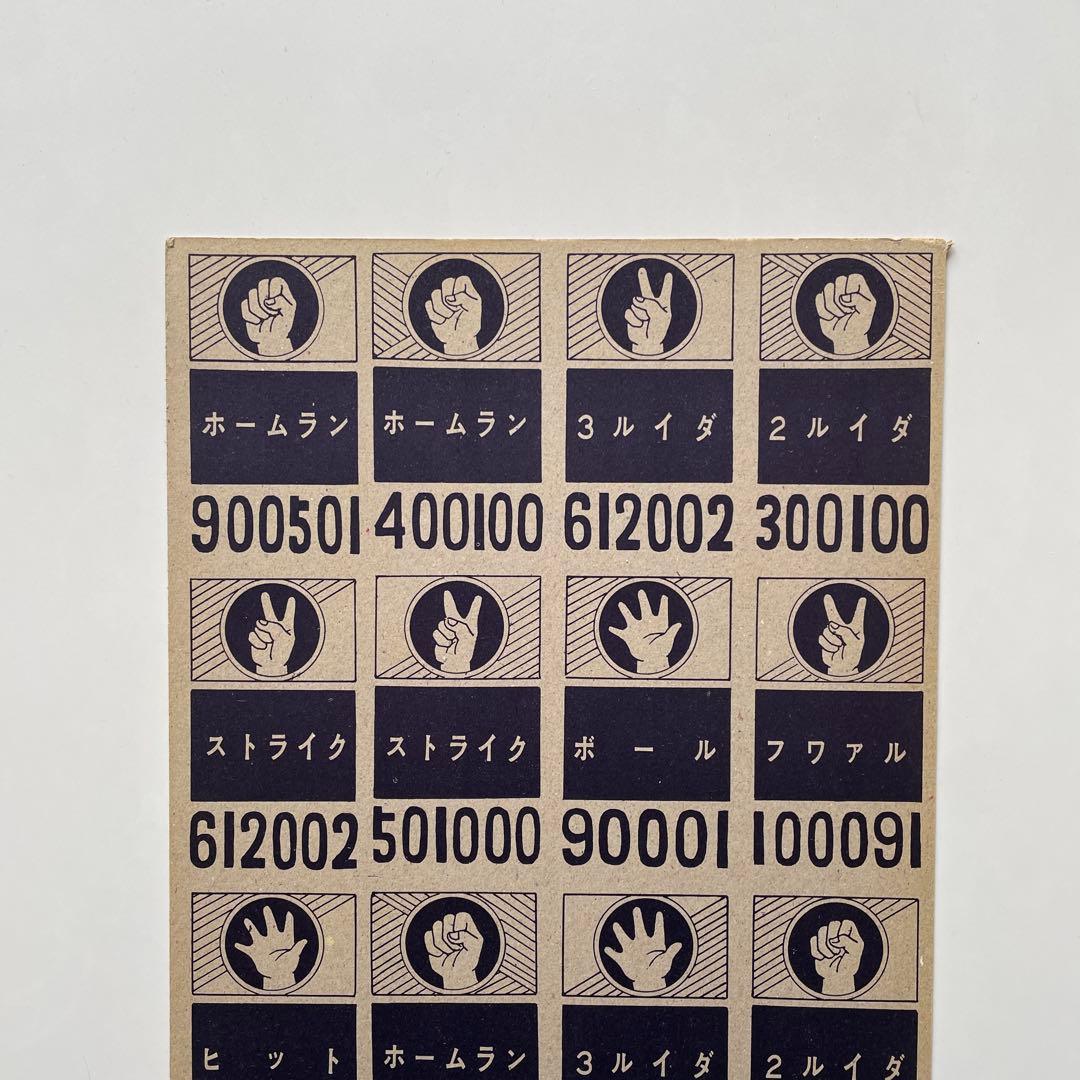 ホームラン ホームラン 3ルイダ 2ルイダ
900501 400100 612002 300100
ストライク ストライク ボール フワァル
612002 501000 90001 100091
ヒット ホームラン 3ルイダ 2ルイダ